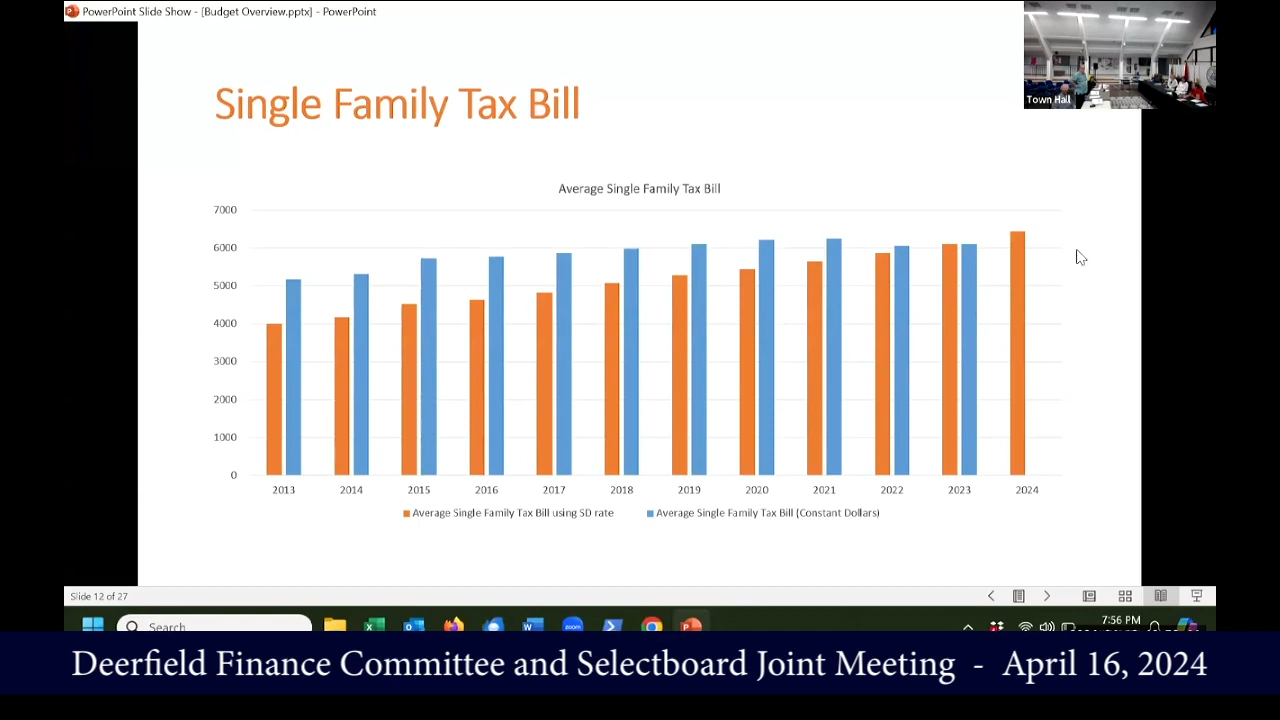 PowerPoint Slide Show - [Budget Overview.pptx] - PowerPoint
Town Hall
Single Family Tax Bill
Average Single Family Tax Bill
7000
6000
5000
4000
3000
2000
1000
0
2013 2014 2015 2016 2017 2018 2019 2020 2021 2022 2023 2024
Average Single Family Tax Bill using SD rate Average Single Family Tax Bill (Constant Dollars)
Slide 12 of 27
Search
7:56 PM
Deerfield Finance Committee and Selectboard Joint Meeting - April 16, 2024